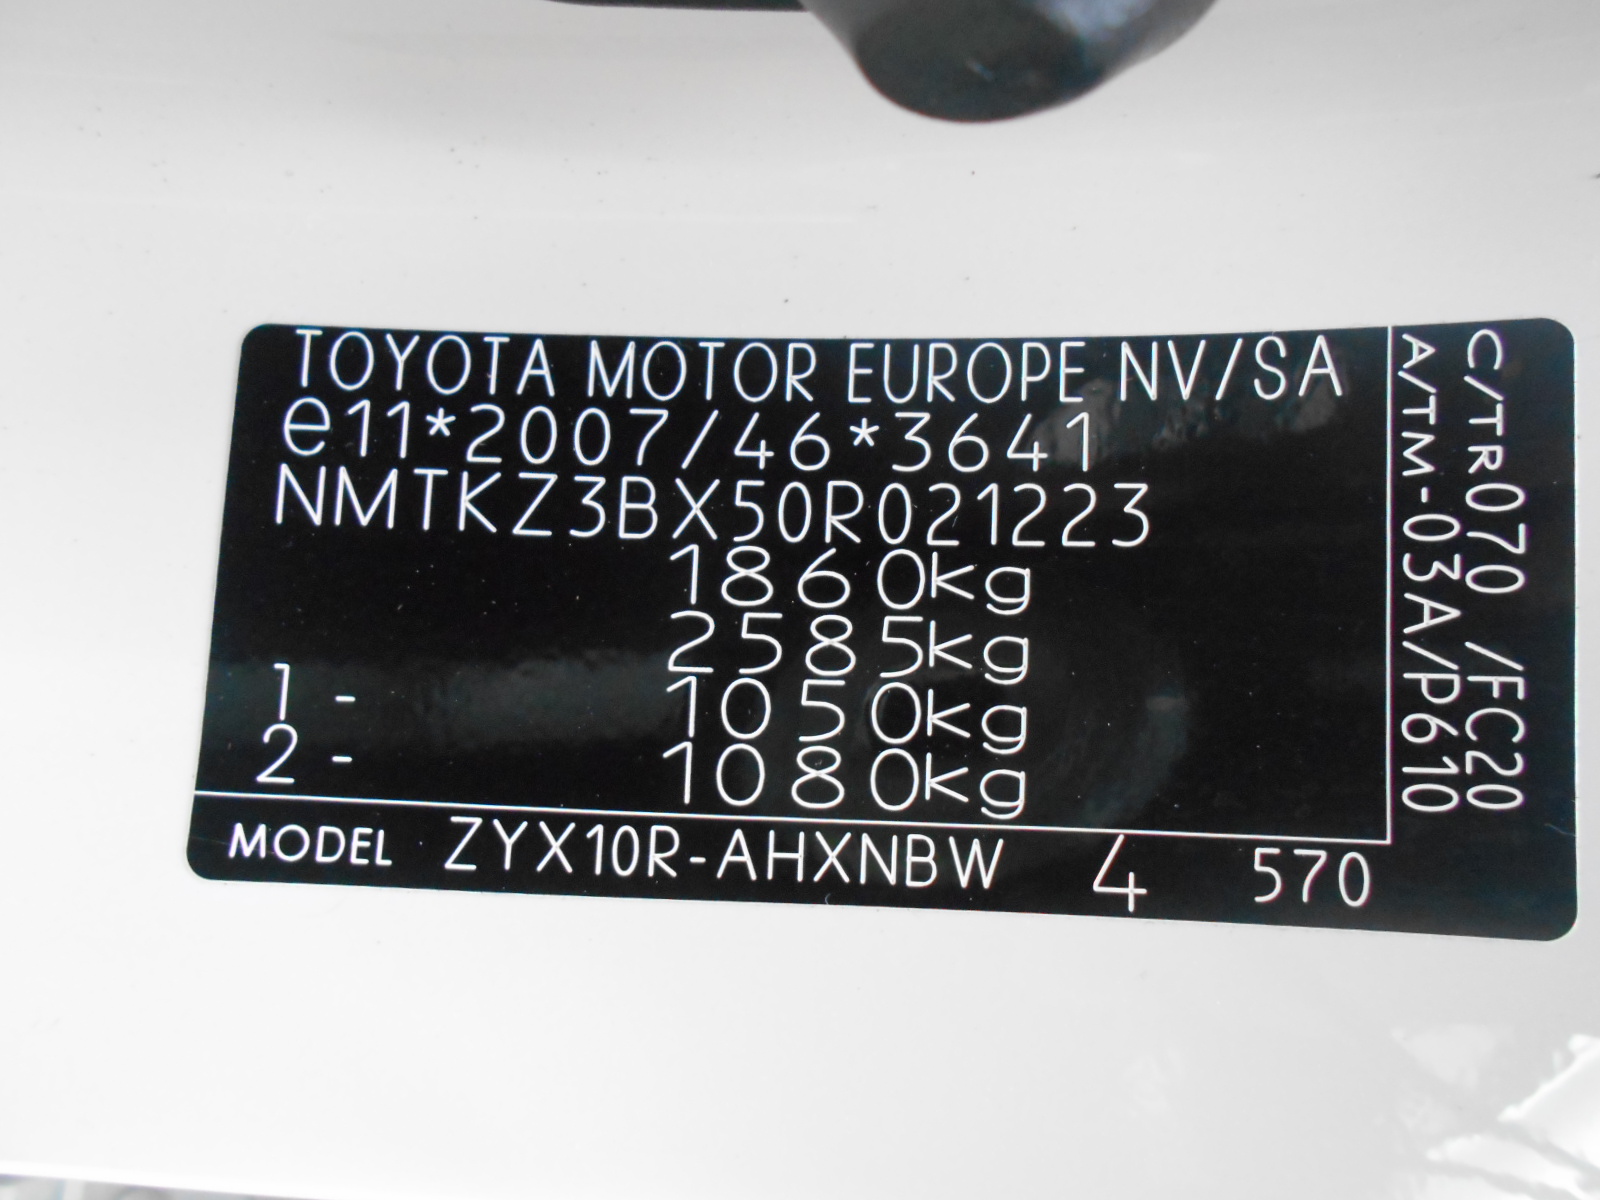 TOYOTA MOTOR EUROPE NV/SA
e11*2007/46*3641
NMTKZ3BX50R021223
1860kg
2585kg
1 - 1050kg
2 - 1080kg
MODEL ZYX10R-AHXNBW 4 570
C/TR070 /FC20
A/TM-03A/P610